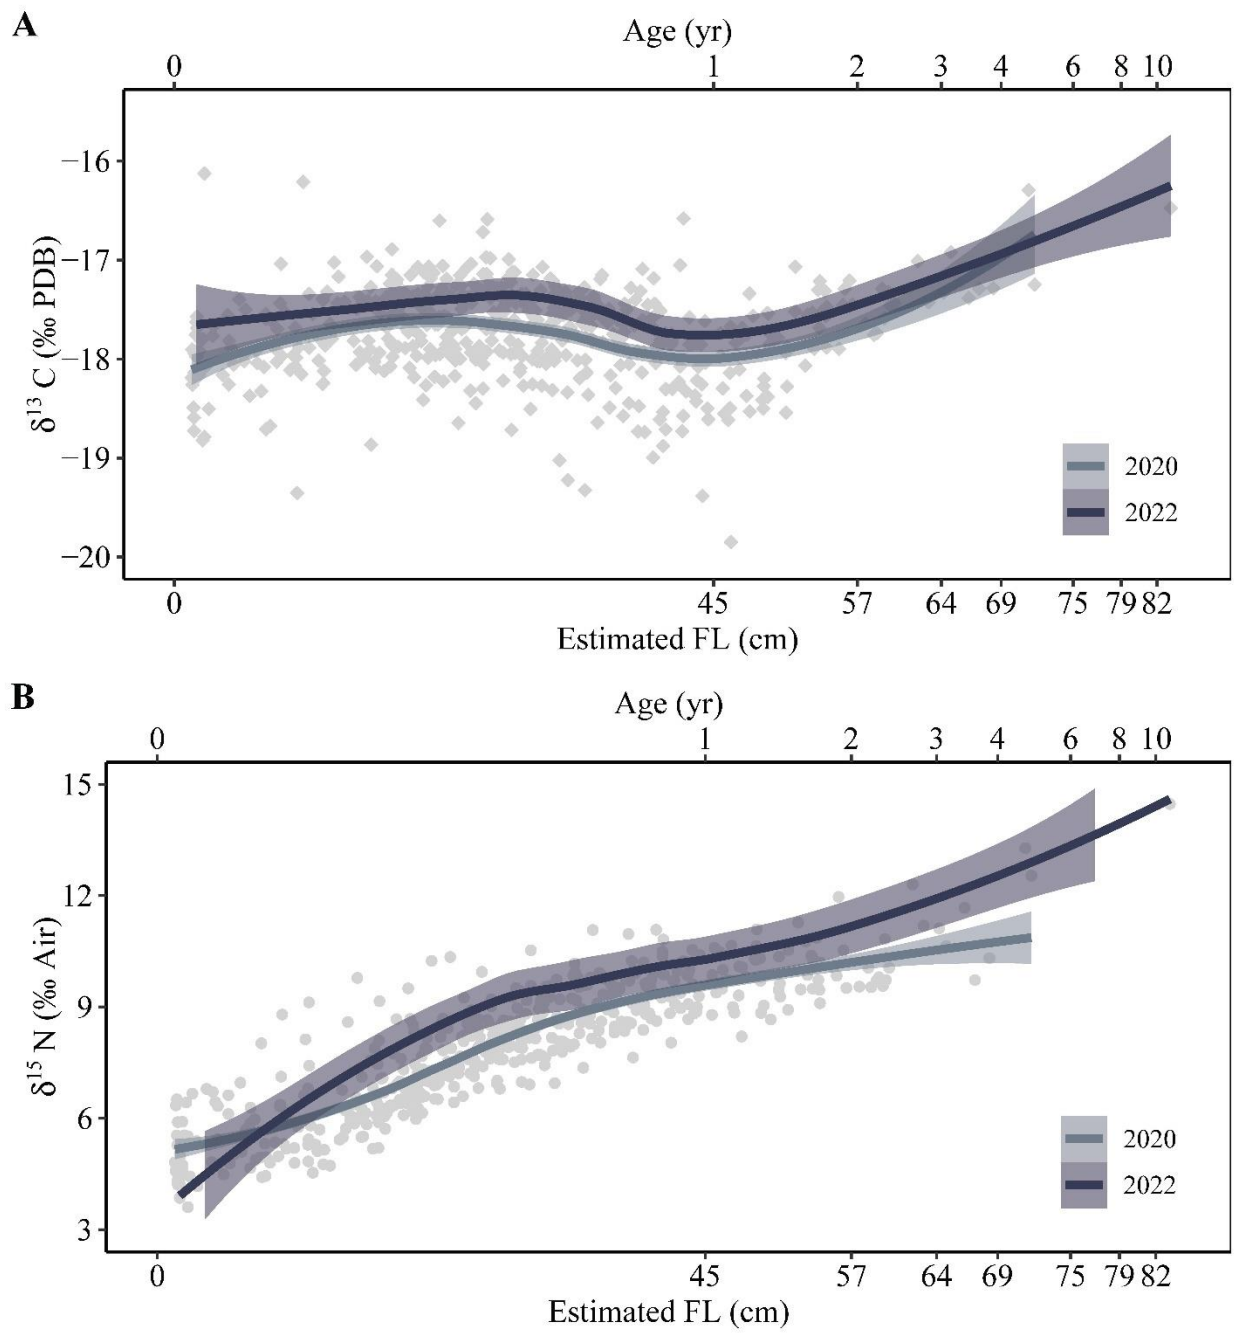 A
Age (yr)
0 1 2 3 4 6 8 10
−16
−17
−18
−19
−20
δ¹³ C (‰ PDB)
2020
2022
0 45 57 64 69 75 79 82
Estimated FL (cm)
B
Age (yr)
0 1 2 3 4 6 8 10
15
12
9
6
3
δ¹⁵ N (‰ Air)
2020
2022
0 45 57 64 69 75 79 82
Estimated FL (cm)